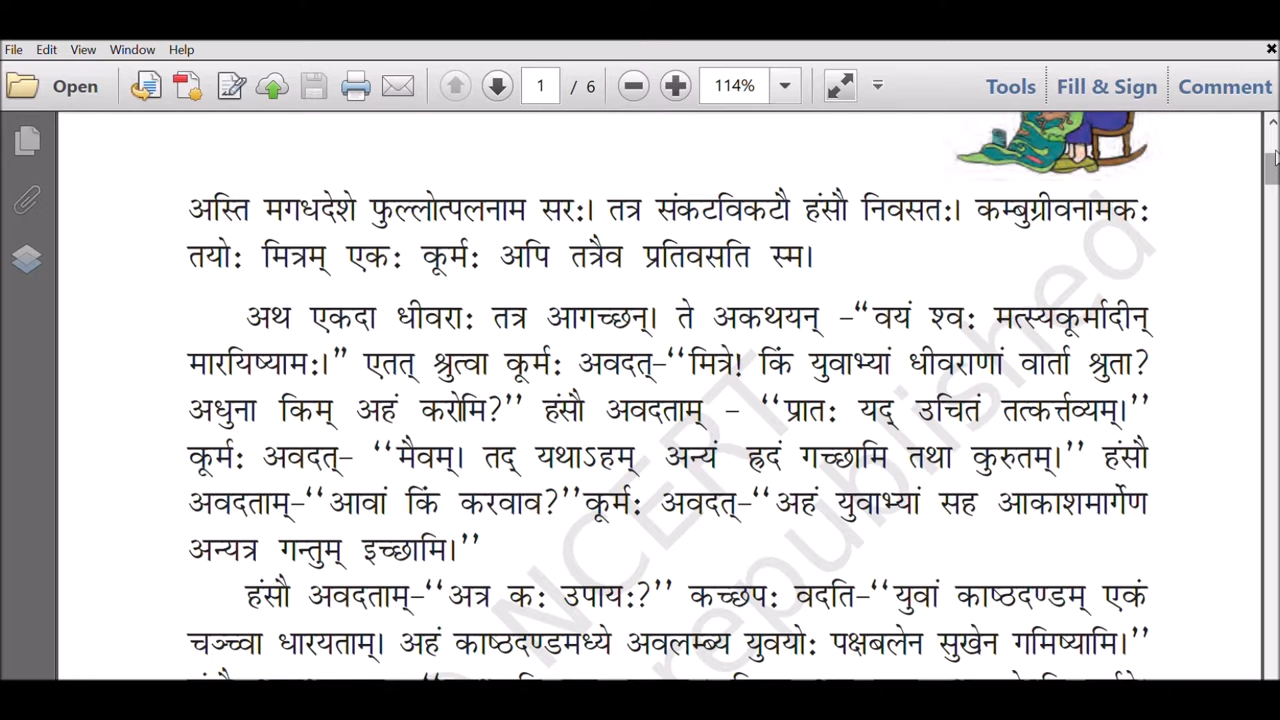 File Edit View Window Help
Open 1 / 6 114% Tools Fill & Sign Comment
अस्ति मगधदेशे फुल्लोत्पलनाम सरः। तत्र संकटविकटौ हंसौ निवसतः। कम्बुग्रीवनामकः
तयोः मित्रम् एकः कूर्मः अपि तत्रैव प्रतिवसति स्म।
अथ एकदा धीवराः तत्र आगच्छन्। ते अकथयन् –“वयं श्वः मत्स्यकूर्मादीन्
मारयिष्यामः।” एतत् श्रुत्वा कूर्मः अवदत्–“मित्रे! किं युवाभ्यां धीवराणां वार्ता श्रुता?
अधुना किम् अहं करोमि?” हंसौ अवदताम् – “प्रातः यद् उचितं तत्कर्त्तव्यम्।”
कूर्मः अवदत्– “मैवम्। तद् यथाऽहम् अन्यं ह्रदं गच्छामि तथा कुरुतम्।” हंसौ
अवदताम्–“आवां किं करवाव?”कूर्मः अवदत्–“अहं युवाभ्यां सह आकाशमार्गेण
अन्यत्र गन्तुम् इच्छामि।”
हंसौ अवदताम्–“अत्र कः उपायः?” कच्छपः वदति–“युवां काष्ठदण्डम् एकं
चञ्च्वा धारयताम्। अहं काष्ठदण्डमध्ये अवलम्ब्य युवयोः पक्षबलेन सुखेन गमिष्यामि।”
NCERT
republished